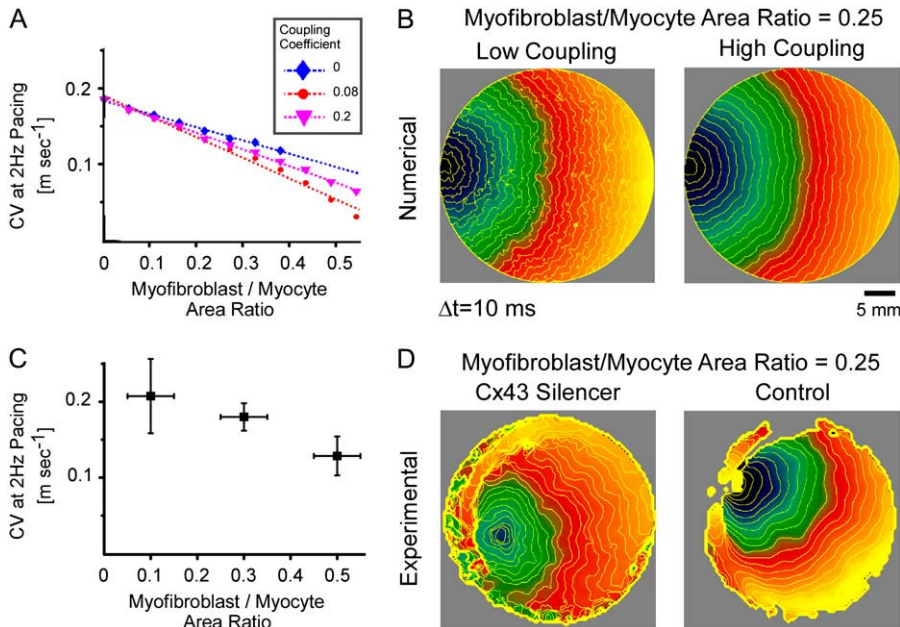 A
Coupling
Coefficient
0
0.08
0.2
CV at 2Hz Pacing
[m sec⁻¹]
0.2
0.1
0 0.1 0.2 0.3 0.4 0.5
Myofibroblast / Myocyte
Area Ratio
B
Myofibroblast/Myocyte Area Ratio = 0.25
Low Coupling
High Coupling
Numerical
Δt=10 ms
5 mm
C
CV at 2Hz Pacing
[m sec⁻¹]
0.2
0.1
0.1 0.2 0.3 0.4 0.5
Myofibroblast / Myocyte
Area Ratio
D
Myofibroblast/Myocyte Area Ratio = 0.25
Cx43 Silencer
Control
Experimental